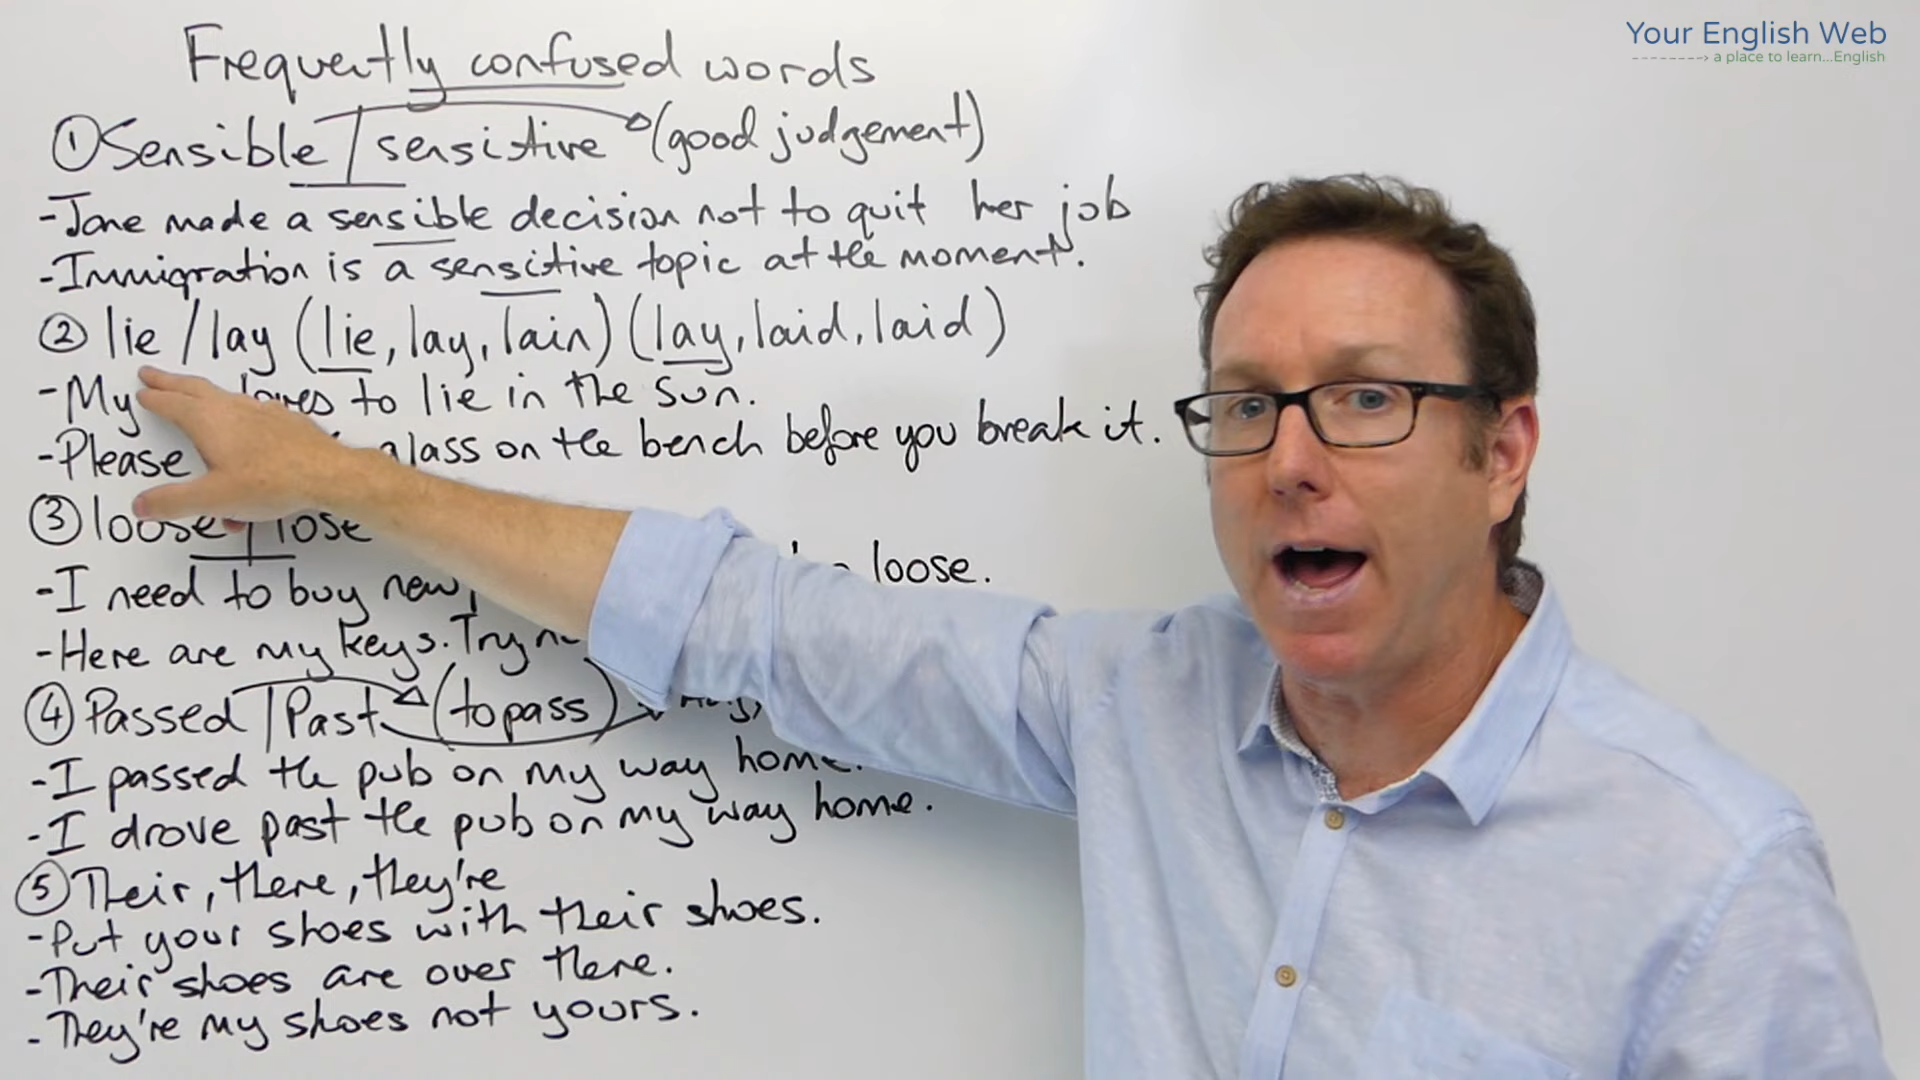 Your English Web
a place to learn...English
Frequently confused words
① Sensible / sensitive (good judgement)
- Jane made a sensible decision not to quit her job
- Immigration is a sensitive topic at the moment.
② lie / lay (lie, lay, lain) (lay, laid, laid)
- My to lie in the sun.
- Please glass on the bench before you break it.
③ loose / lose
- I need to buy new loose.
- Here are my keys. Try
④ Passed / Past (to pass)
- I passed the pub on my way home.
- I drove past the pub on my way home.
⑤ Their, there, they're
- Put your shoes with their shoes.
- Their shoes are over there.
- They're my shoes not yours.